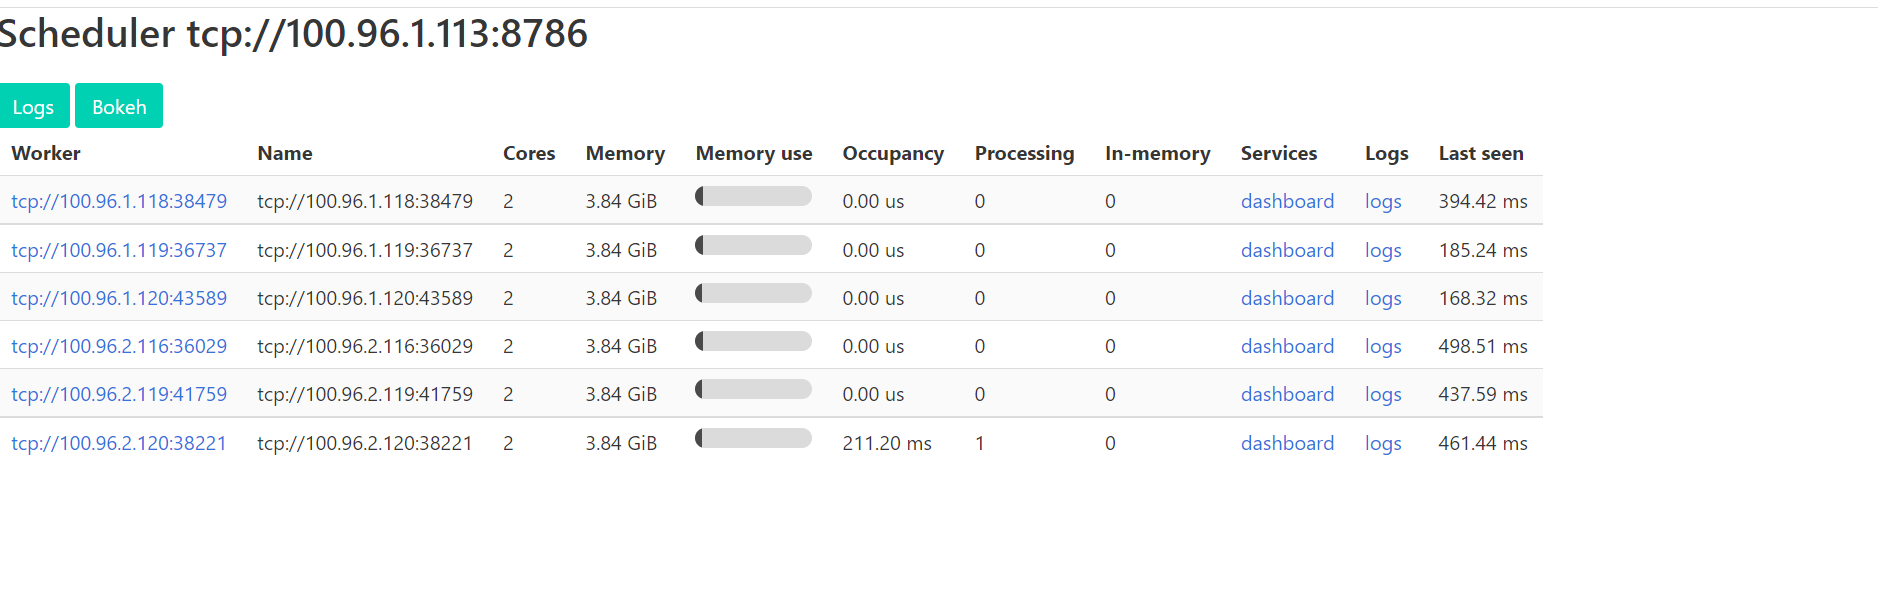 Scheduler tcp://100.96.1.113:8786
Logs Bokeh
Worker Name Cores Memory Memory use Occupancy Processing In-memory Services Logs Last seen
tcp://100.96.1.118:38479 tcp://100.96.1.118:38479 2 3.84 GiB 0.00 us 0 0 dashboard logs 394.42 ms
tcp://100.96.1.119:36737 tcp://100.96.1.119:36737 2 3.84 GiB 0.00 us 0 0 dashboard logs 185.24 ms
tcp://100.96.1.120:43589 tcp://100.96.1.120:43589 2 3.84 GiB 0.00 us 0 0 dashboard logs 168.32 ms
tcp://100.96.2.116:36029 tcp://100.96.2.116:36029 2 3.84 GiB 0.00 us 0 0 dashboard logs 498.51 ms
tcp://100.96.2.119:41759 tcp://100.96.2.119:41759 2 3.84 GiB 0.00 us 0 0 dashboard logs 437.59 ms
tcp://100.96.2.120:38221 tcp://100.96.2.120:38221 2 3.84 GiB 211.20 ms 1 0 dashboard logs 461.44 ms